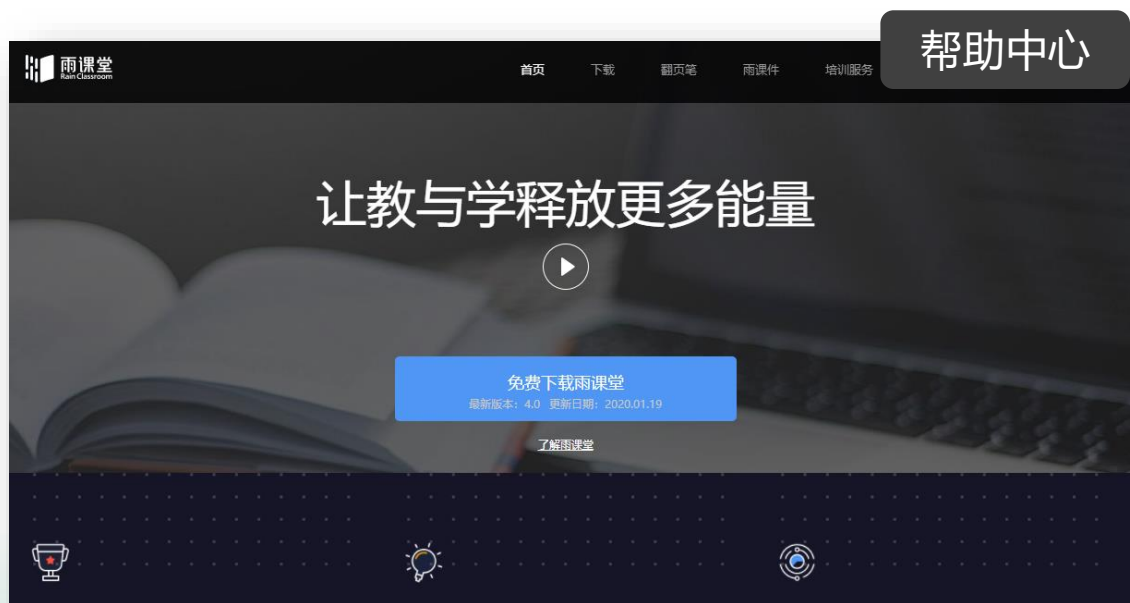 帮助中心
雨课堂
Rain Classroom
首页 下载 翻页笔 雨课件 培训服务
让教与学释放更多能量
免费下载雨课堂
最新版本：4.0 更新日期：2020.01.19
了解雨课堂